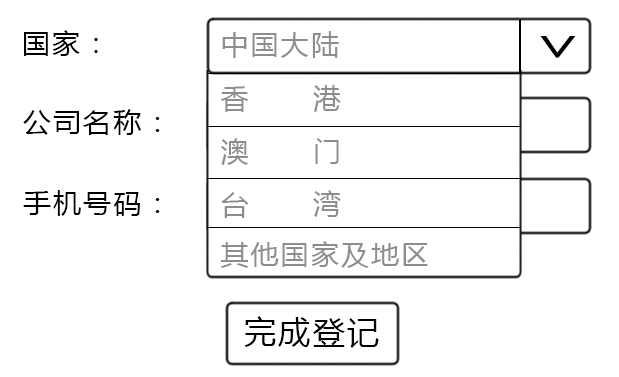 国家： 中国大陆
香 港
公司名称：
澳 门
手机号码： 台 湾
其他国家及地区
完成登记